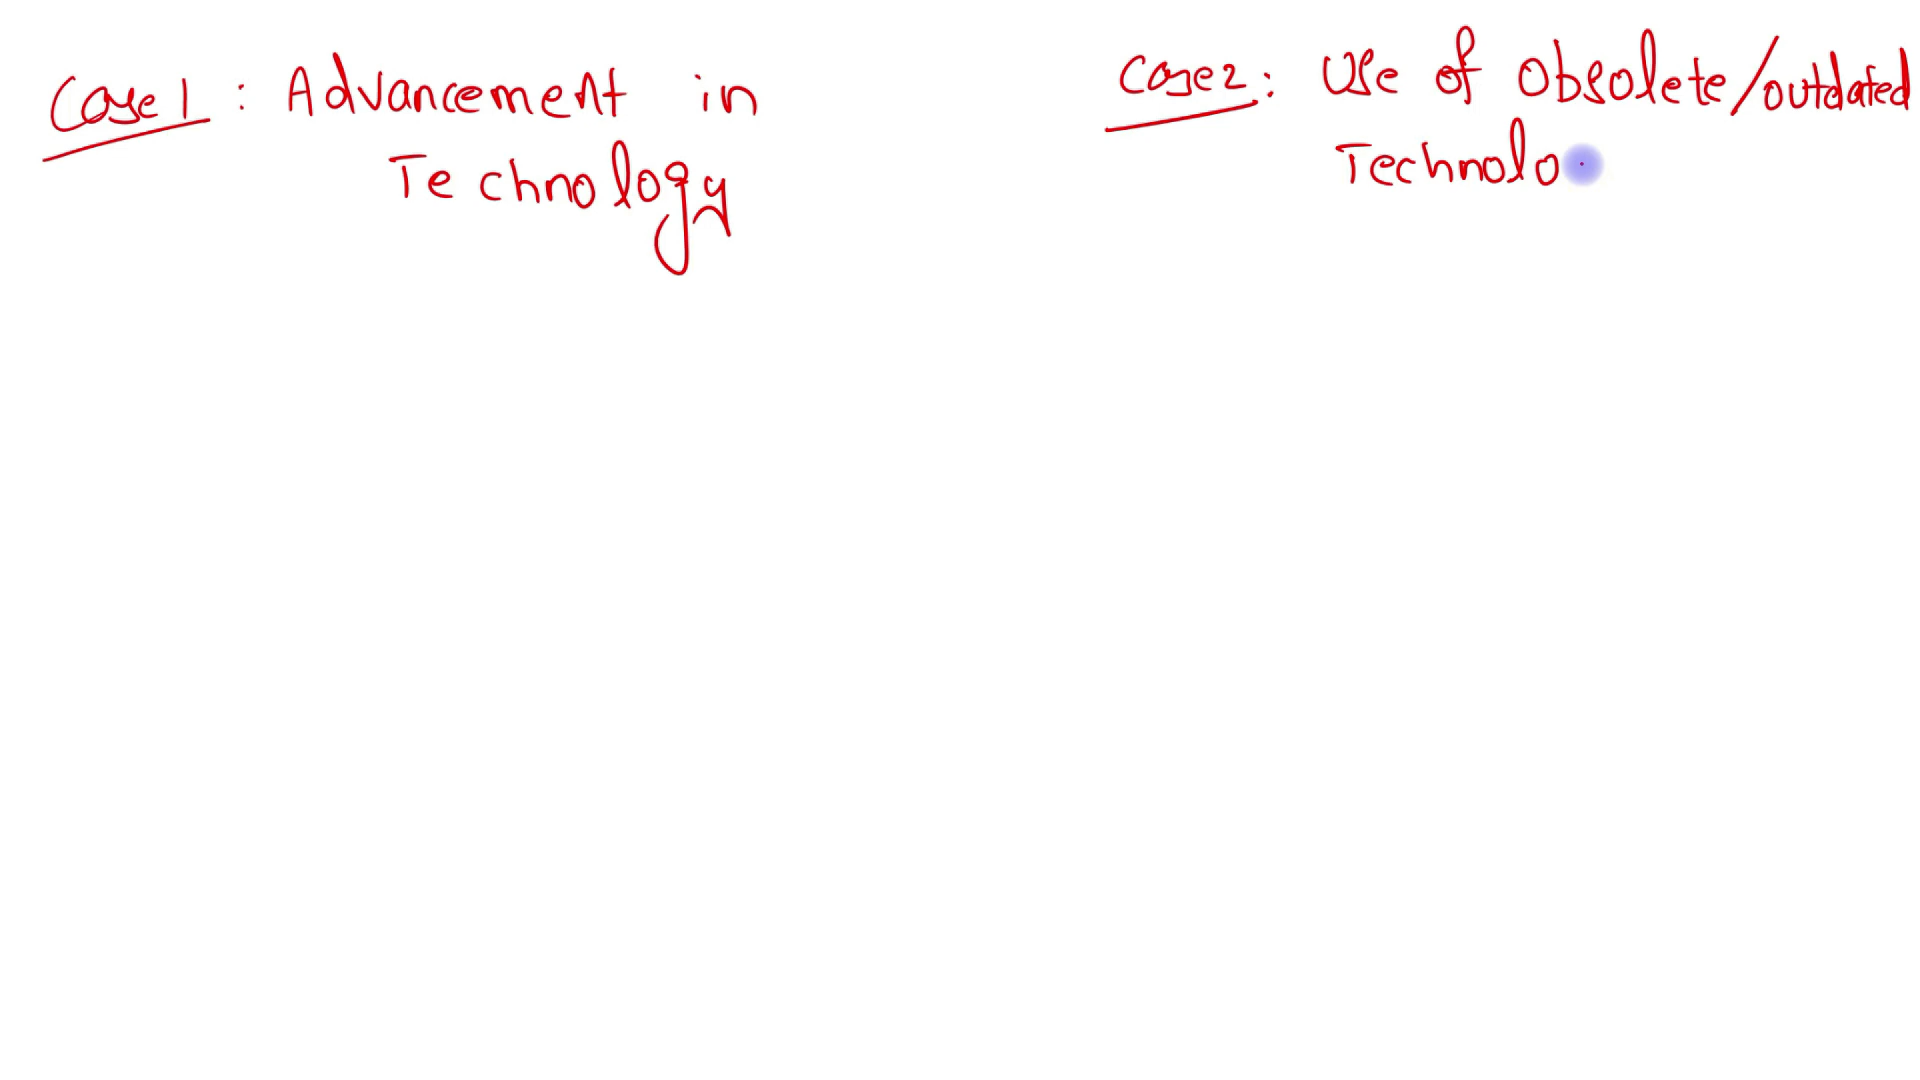 Case 1 : Advancement in
Technology
Case 2 : Use of Obsolete/outdated
Technolo